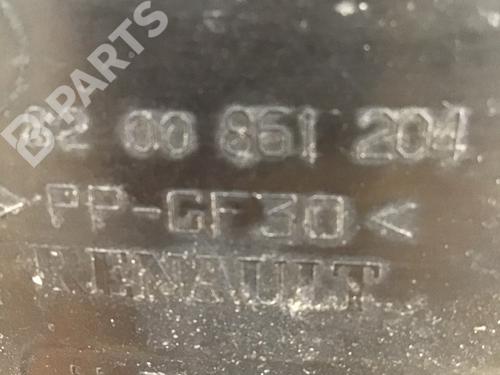 B-PARTS
82 00 861 204
>PP-GF30<
RENAULT